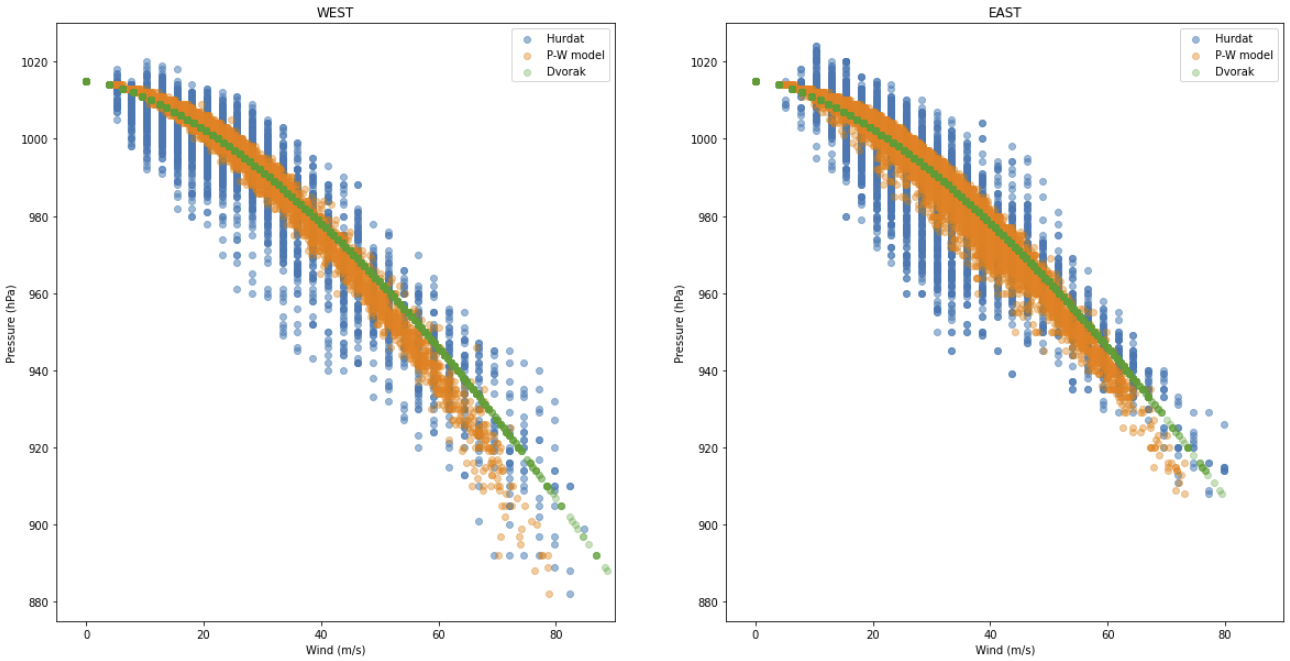 WEST
Hurdat
P-W model
Dvorak
1020
1000
980
960
940
920
900
880
Pressure (hPa)
0
20
40
60
80
Wind (m/s)
EAST
Hurdat
P-W model
Dvorak
1020
1000
980
960
940
920
900
880
Pressure (hPa)
0
20
40
60
80
Wind (m/s)